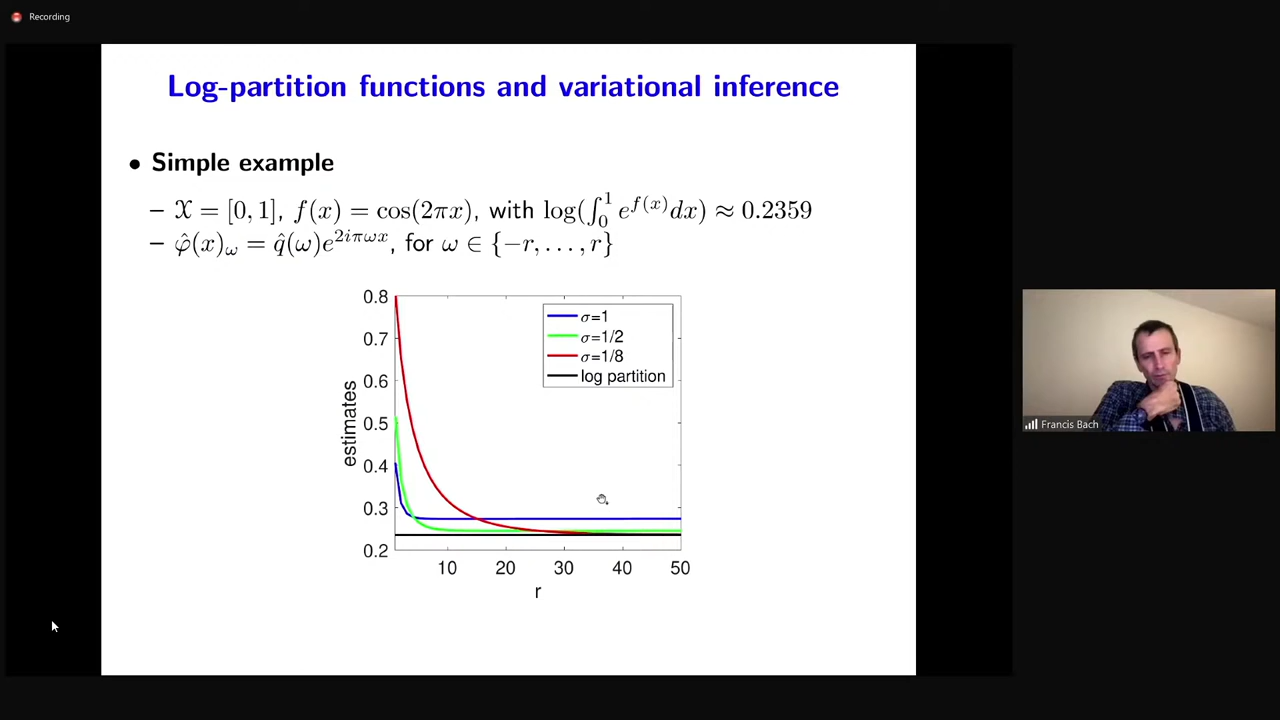 Recording
Log-partition functions and variational inference
• Simple example
– 𝒳 = [0, 1], f(x) = cos(2πx), with log(∫₀¹ e^{f(x)}dx) ≈ 0.2359
– φ̂(x)_ω = q̂(ω)e^{2iπωx}, for ω ∈ {−r, . . . , r}
0.8
0.7
0.6
0.5
0.4
0.3
0.2
estimates
σ=1
σ=1/2
σ=1/8
log partition
10 20 30 40 50
r
Francis Bach